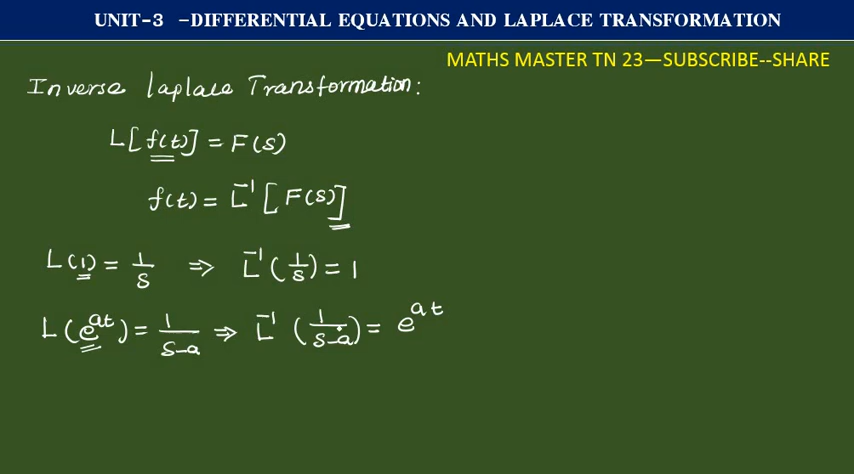 UNIT-3 -DIFFERENTIAL EQUATIONS AND LAPLACE TRANSFORMATION
MATHS MASTER TN 23—SUBSCRIBE--SHARE
Inverse Laplace Transformation:
L[f(t)] = F(s)
f(t) = L⁻¹[F(s)]
L(1) = 1/s ⇒ L⁻¹(1/s) = 1
L(e^at) = 1/(s-a) ⇒ L⁻¹(1/(s-a)) = e^at